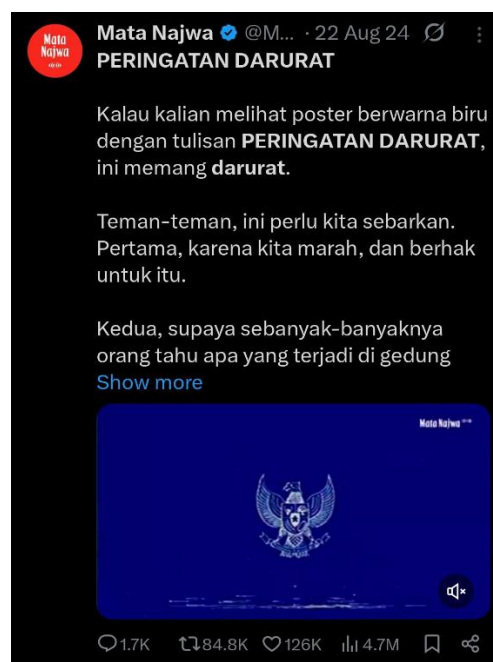 Mata Najwa @M... · 22 Aug 24
PERINGATAN DARURAT
Kalau kalian melihat poster berwarna biru
dengan tulisan PERINGATAN DARURAT,
ini memang darurat.
Teman-teman, ini perlu kita sebarkan.
Pertama, karena kita marah, dan berhak
untuk itu.
Kedua, supaya sebanyak-banyaknya
orang tahu apa yang terjadi di gedung
Show more
Mata Najwa
1.7K 84.8K 126K 4.7M
Mata
Najwa